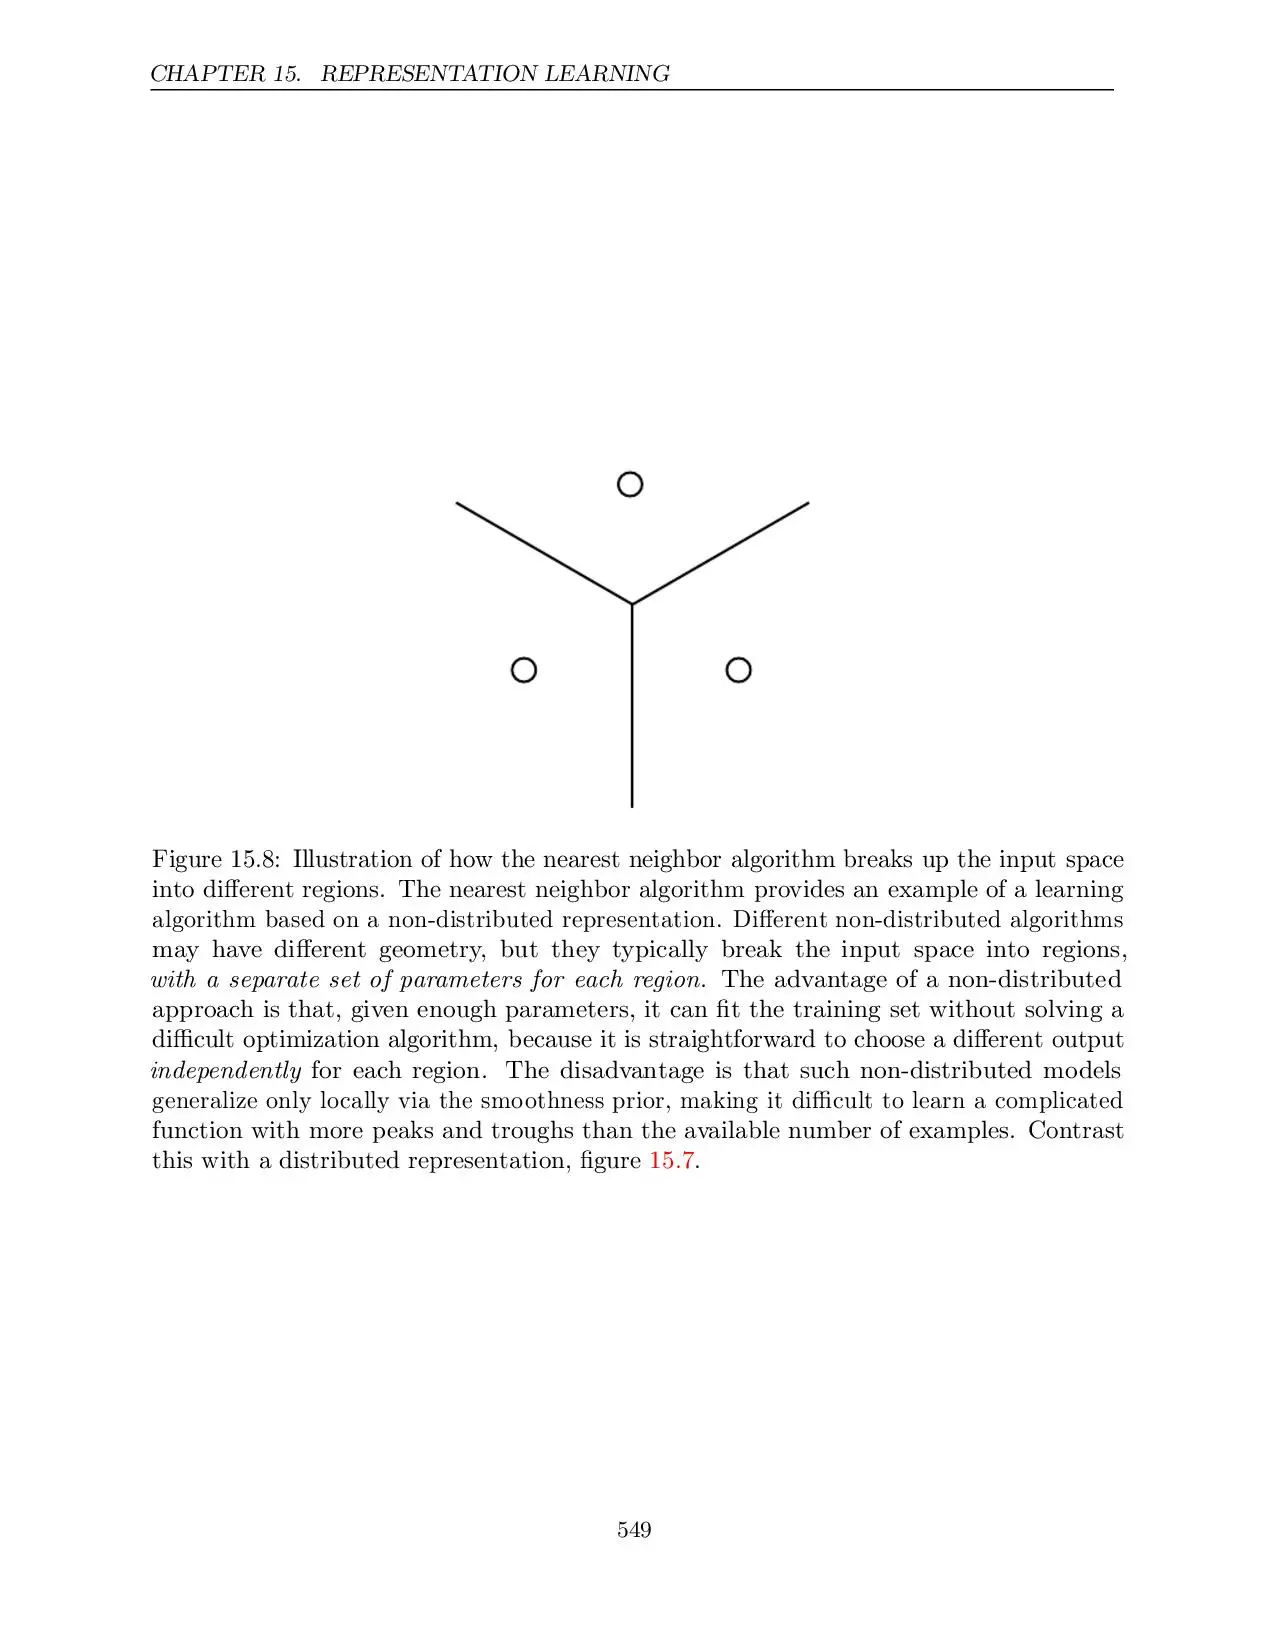 CHAPTER 15. REPRESENTATION LEARNING
Figure 15.8: Illustration of how the nearest neighbor algorithm breaks up the input space
into different regions. The nearest neighbor algorithm provides an example of a learning
algorithm based on a non-distributed representation. Different non-distributed algorithms
may have different geometry, but they typically break the input space into regions,
with a separate set of parameters for each region. The advantage of a non-distributed
approach is that, given enough parameters, it can fit the training set without solving a
difficult optimization algorithm, because it is straightforward to choose a different output
independently for each region. The disadvantage is that such non-distributed models
generalize only locally via the smoothness prior, making it difficult to learn a complicated
function with more peaks and troughs than the available number of examples. Contrast
this with a distributed representation, figure 15.7.
549